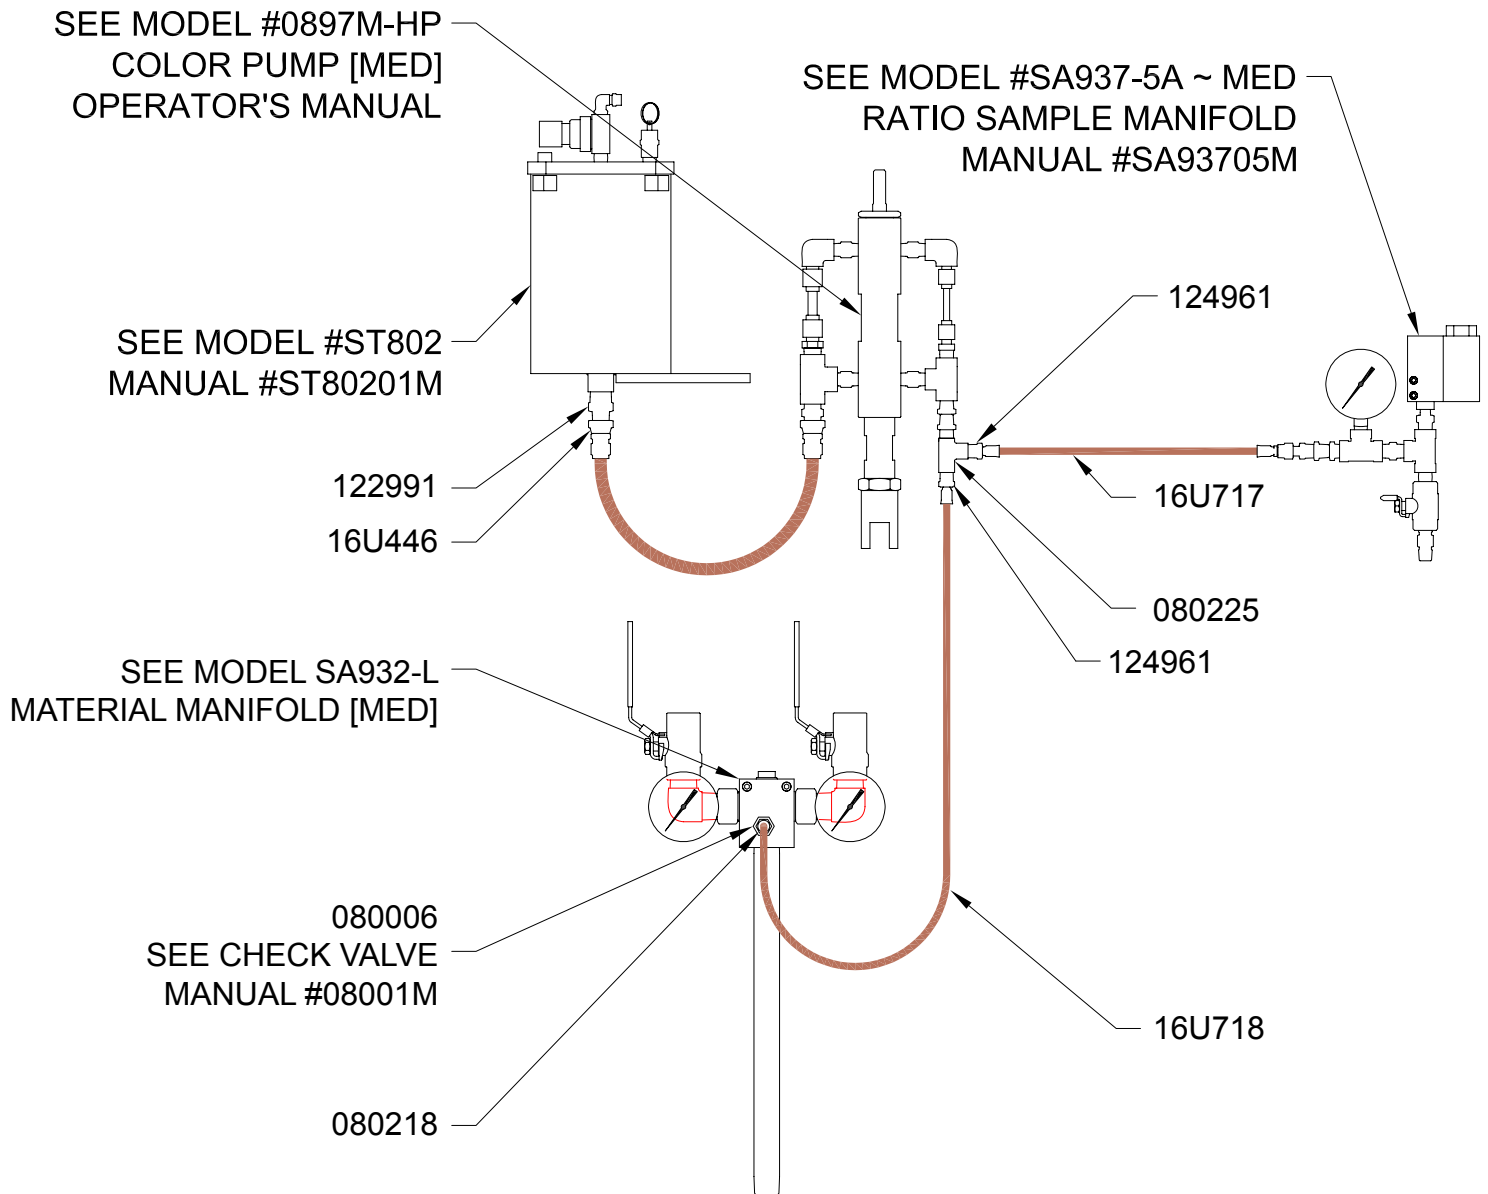 SEE MODEL #0897M-HP
COLOR PUMP [MED]
OPERATOR'S MANUAL
SEE MODEL #SA937-5A ~ MED
RATIO SAMPLE MANIFOLD
MANUAL #SA93705M
124961
SEE MODEL #ST802
MANUAL #ST80201M
122991
16U717
16U446
080225
124961
SEE MODEL SA932-L
MATERIAL MANIFOLD [MED]
080006
SEE CHECK VALVE
MANUAL #08001M
16U718
080218